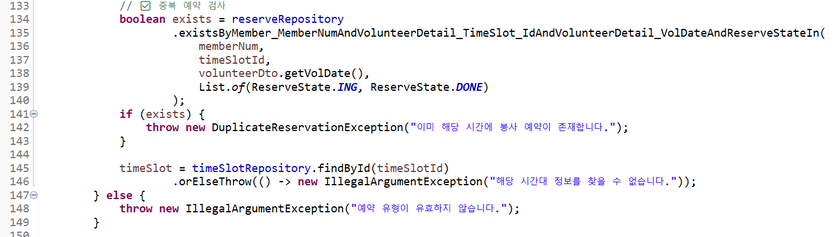 133 // ✅ 중복 예약 검사
134 boolean exists = reserveRepository
135 .existsByMember_MemberNumAndVolunteerDetail_TimeSlot_IdAndVolunteerDetail_VolDateAndReserveStateIn(
136 memberNum,
137 timeSlotId,
138 volunteerDto.getVolDate(),
139 List.of(ReserveState.ING, ReserveState.DONE)
140 );
141 if (exists) {
142 throw new DuplicateReservationException("이미 해당 시간에 봉사 예약이 존재합니다.");
143 }
144
145 timeSlot = timeSlotRepository.findById(timeSlotId)
146 .orElseThrow(() -> new IllegalArgumentException("해당 시간대 정보를 찾을 수 없습니다."));
147 } else {
148 throw new IllegalArgumentException("예약 유형이 유효하지 않습니다.");
149 }
150